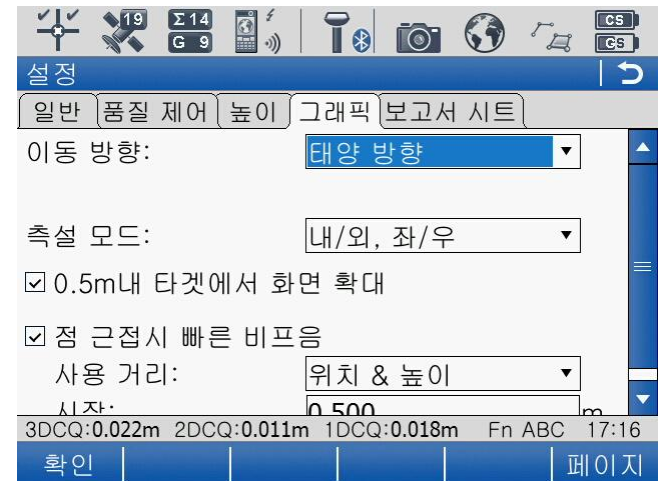 19 Σ 14 CS
G 9 GS
설정
일반 품질 제어 높이 그래픽 보고서 시트
이동 방향: 태양 방향
측설 모드: 내/외, 좌/우
0.5m내 타겟에서 화면 확대
점 근접시 빠른 비프음
사용 거리: 위치 & 높이
시작: 0.500 m
3DCQ:0.022m 2DCQ:0.011m 1DCQ:0.018m Fn ABC 17:16
확인 페이지